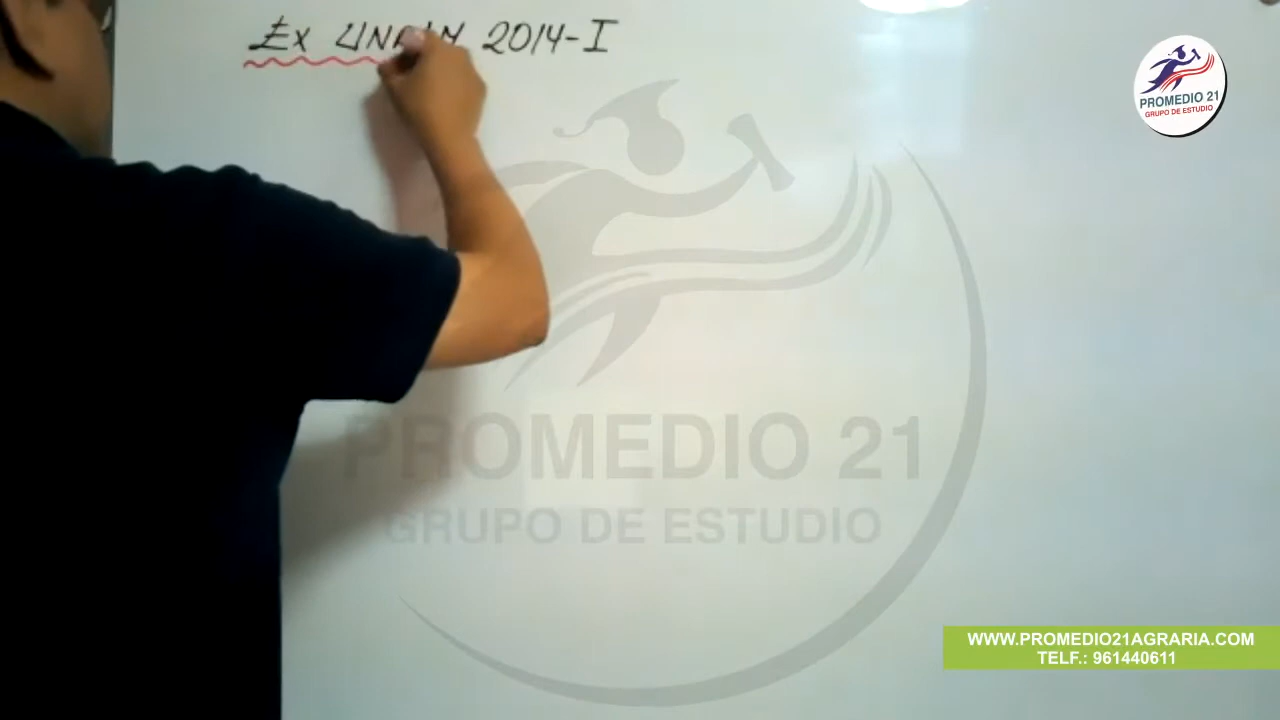 Ex 2014-I
PROMEDIO 21
GRUPO DE ESTUDIO
PROMEDIO 21
GRUPO DE ESTUDIO
WWW.PROMEDIO21AGRARIA.COM
TELF.: 961440611